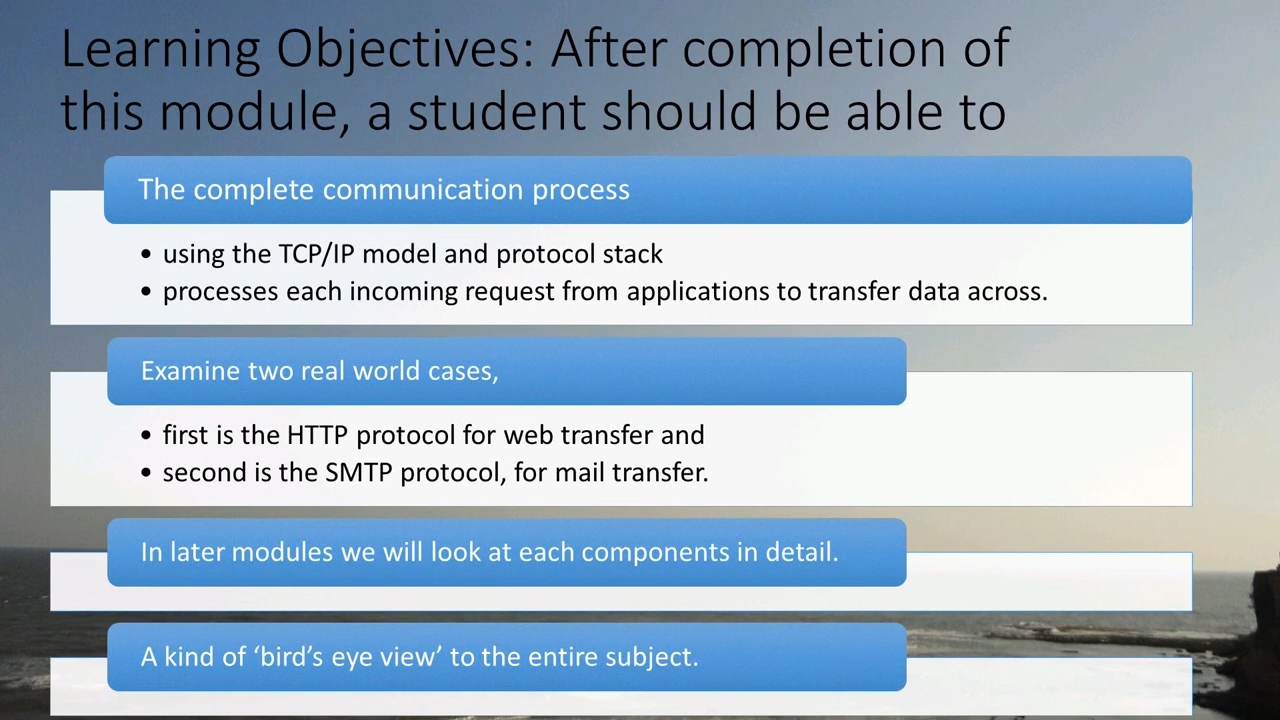 Learning Objectives: After completion of
this module, a student should be able to
The complete communication process
• using the TCP/IP model and protocol stack
• processes each incoming request from applications to transfer data across.
Examine two real world cases,
• first is the HTTP protocol for web transfer and
• second is the SMTP protocol, for mail transfer.
In later modules we will look at each components in detail.
A kind of ‘bird’s eye view’ to the entire subject.